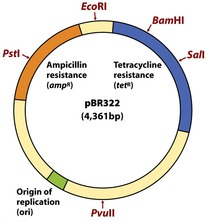 EcoRI
BamHI
PstI
SalI
Ampicillin
resistance
(ampR)
Tetracycline
resistance
(tetR)
pBR322
(4,361bp)
Origin of
replication
(ori)
PvuII